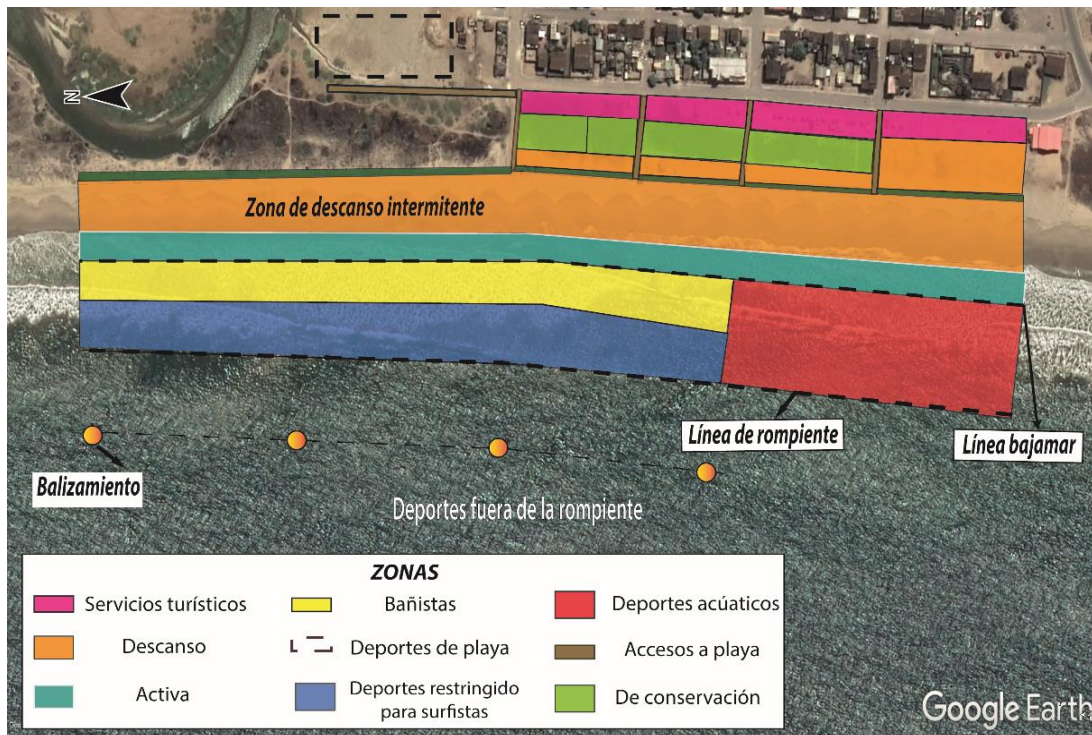 N
Zona de descanso intermitente
Línea de rompiente
Línea bajamar
Balizamiento
Deportes fuera de la rompiente
ZONAS
Servicios turísticos
Bañistas
Deportes acúaticos
Descanso
Deportes de playa
Accesos a playa
Activa
Deportes restringido
para surfistas
De conservación
Google Earth